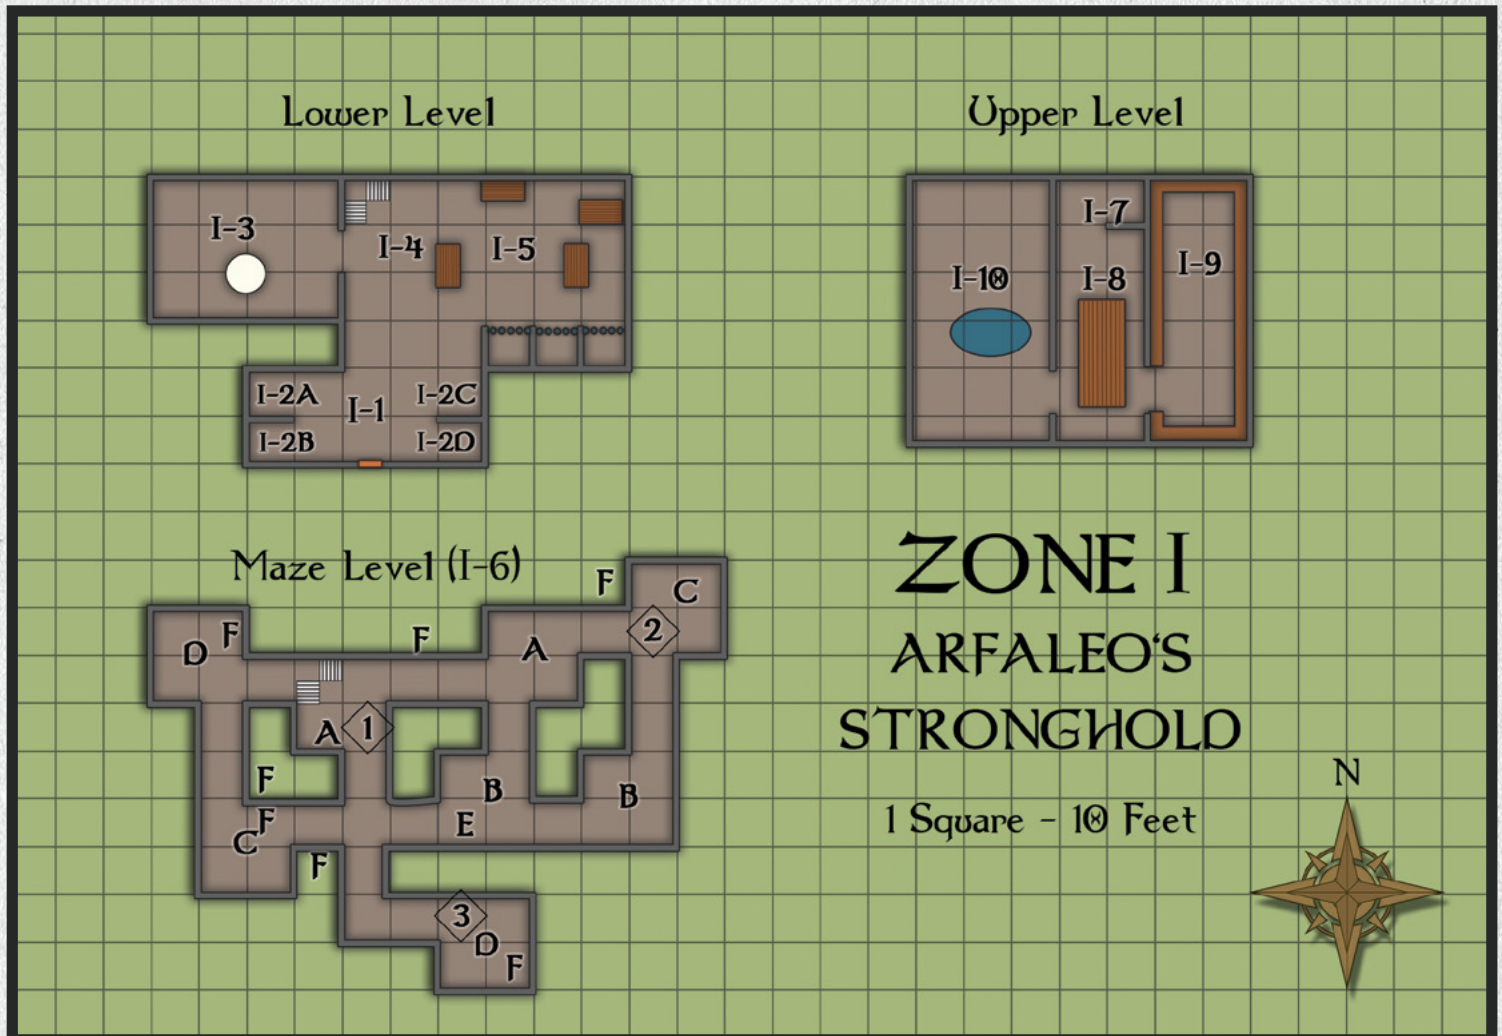 Lower Level
Upper Level
I-3
I-4
I-5
I-2A
I-1
I-2C
I-2B
I-2D
I-7
I-10
I-8
I-9
Maze Level (I-6)
F
C
D
F
F
A
2
A
1
F
B
B
F
E
C
F
3
D
F
ZONE I
ARFALEO'S
STRONGHOLD
1 Square - 10 Feet
N